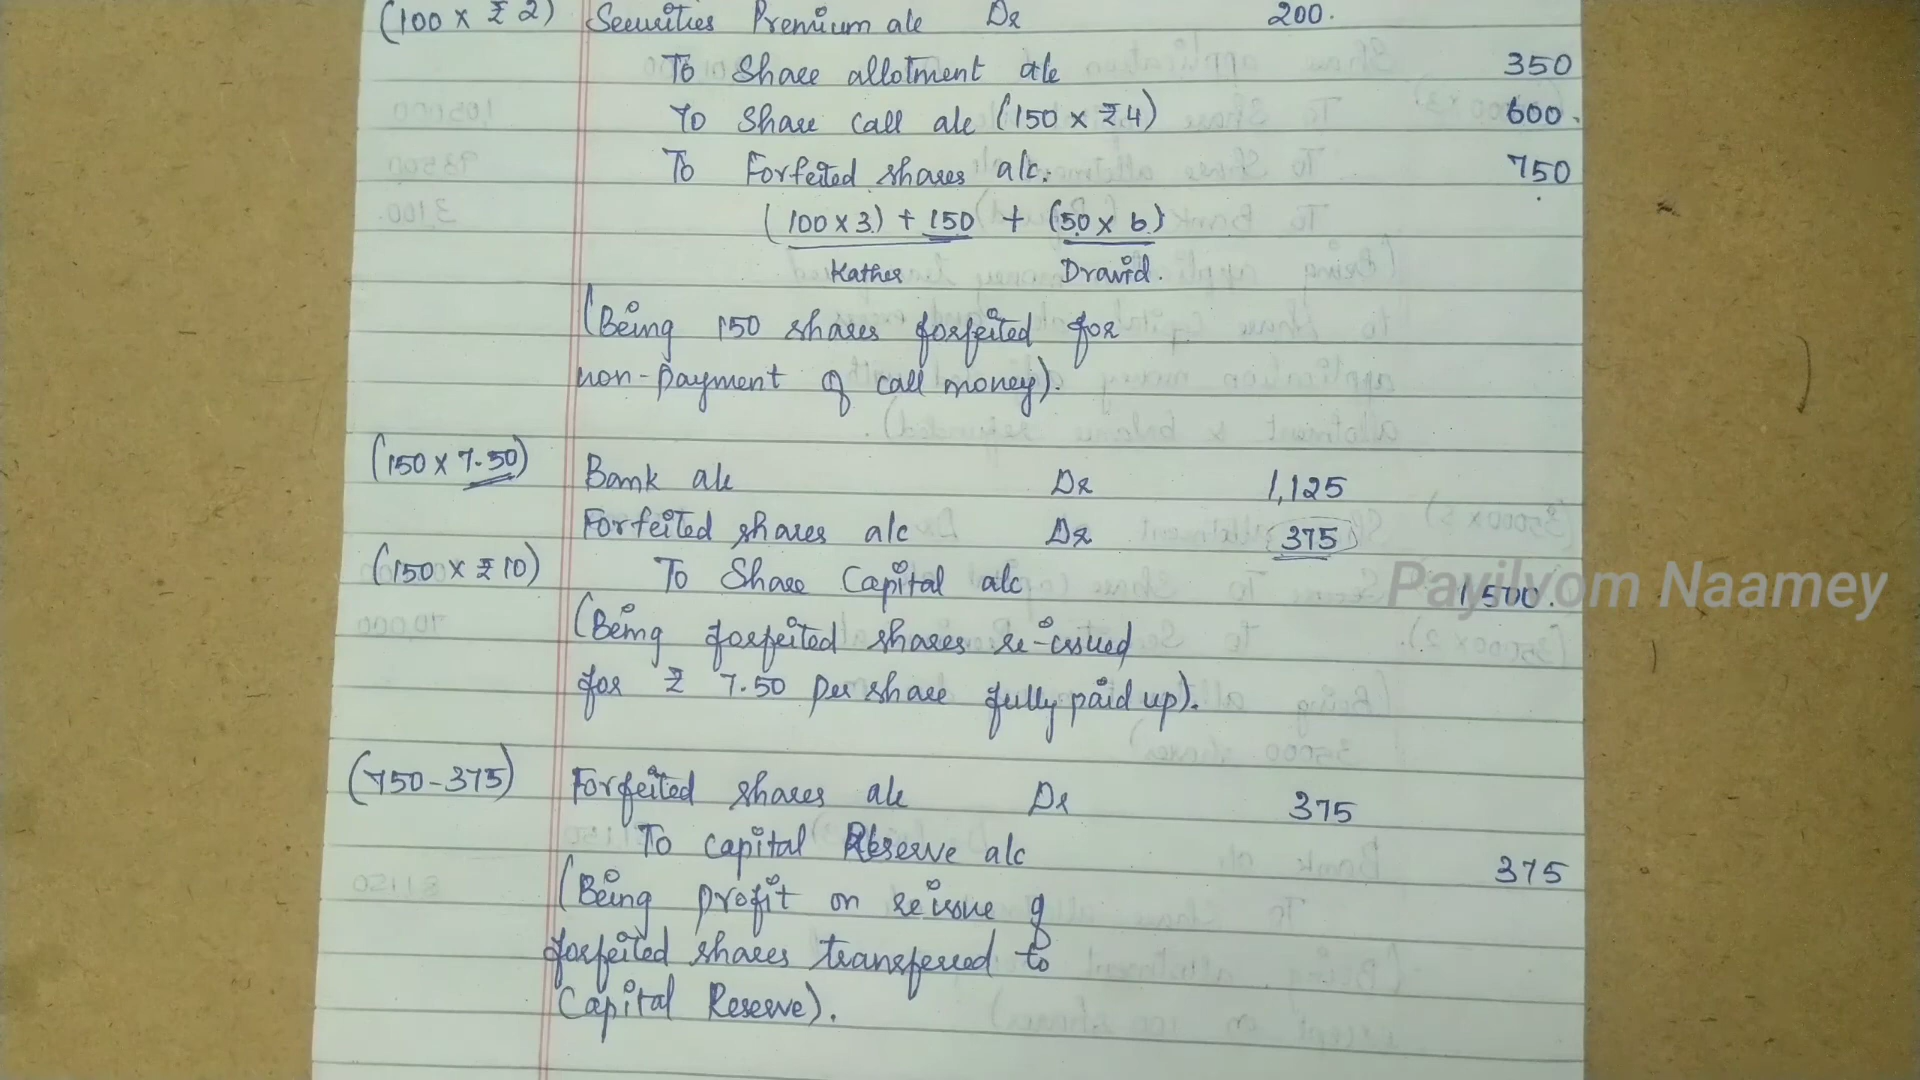 (100 x ₹ 2) Securities Premium a/c Dr 200.
To Share allotment a/c 350
To Share call a/c (150 x ₹4) 600.
To Forfeited shares a/c. 750
(100 x 3) + 150 + (50 x 6)
Kather Dravid.
(Being 150 shares forfeited for
non-payment of call money).
(150 x 7.50) Bank a/c Dr 1,125
Forfeited shares a/c Dr 375
(150 x ₹ 10) To Share Capital a/c 1,500.
Payilvom Naamey
(Being forfeited shares re-issued
for ₹ 7.50 Per share fully paid up).
(750-375) Forfeited shares a/c Dr 375
To capital Reserve a/c 375
(Being profit on reissue of
forfeited shares transferred to
Capital Reserve).